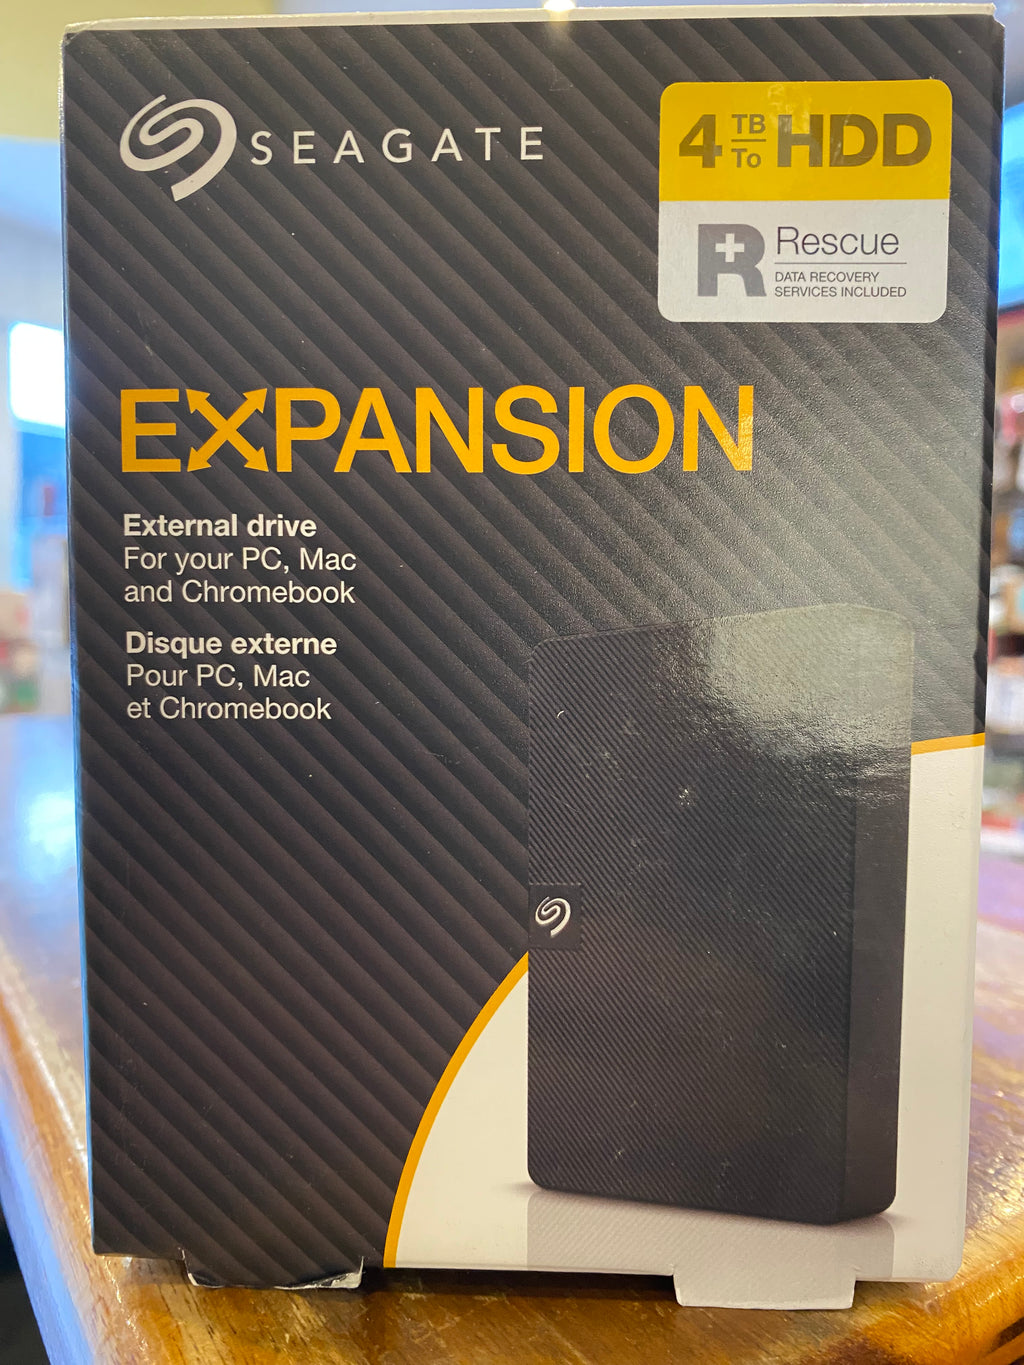 SEAGATE
4 TB To HDD
Rescue
DATA RECOVERY
SERVICES INCLUDED
EXPANSION
External drive
For your PC, Mac
and Chromebook
Disque externe
Pour PC, Mac
et Chromebook